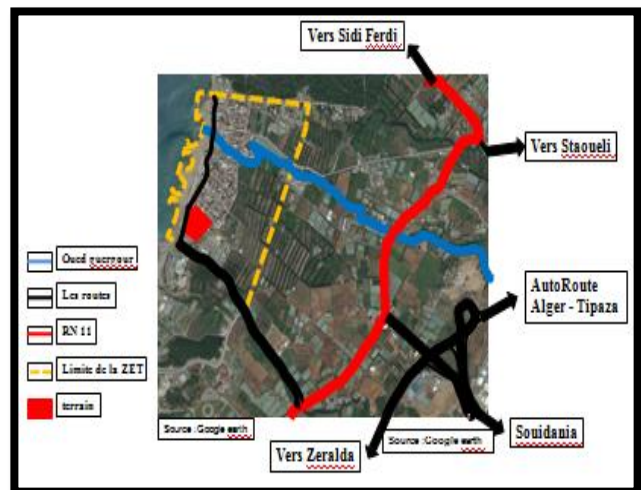 Vers Sidi Ferdi
Vers Staoueli
AutoRoute
Alger - Tipaza
Souidania
Vers Zeralda
Source : Google earth
Source : Google earth
Oued guergour
Les routes
RN 11
Limite de la ZET
terrain